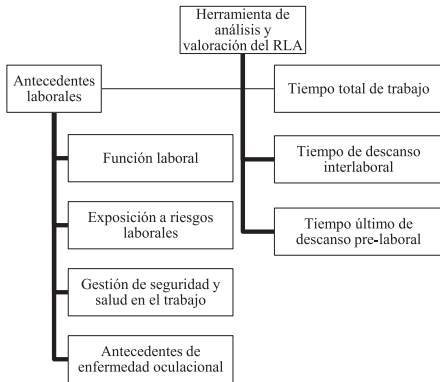 Herramienta de
análisis y
valoración del RLA
Antecedentes
laborales
Tiempo total de trabajo
Función laboral
Tiempo de descanso
interlaboral
Exposición a riesgos
laborales
Tiempo último de
descanso pre-laboral
Gestión de seguridad y
salud en el trabajo
Antecedentes de
enfermedad oculacional